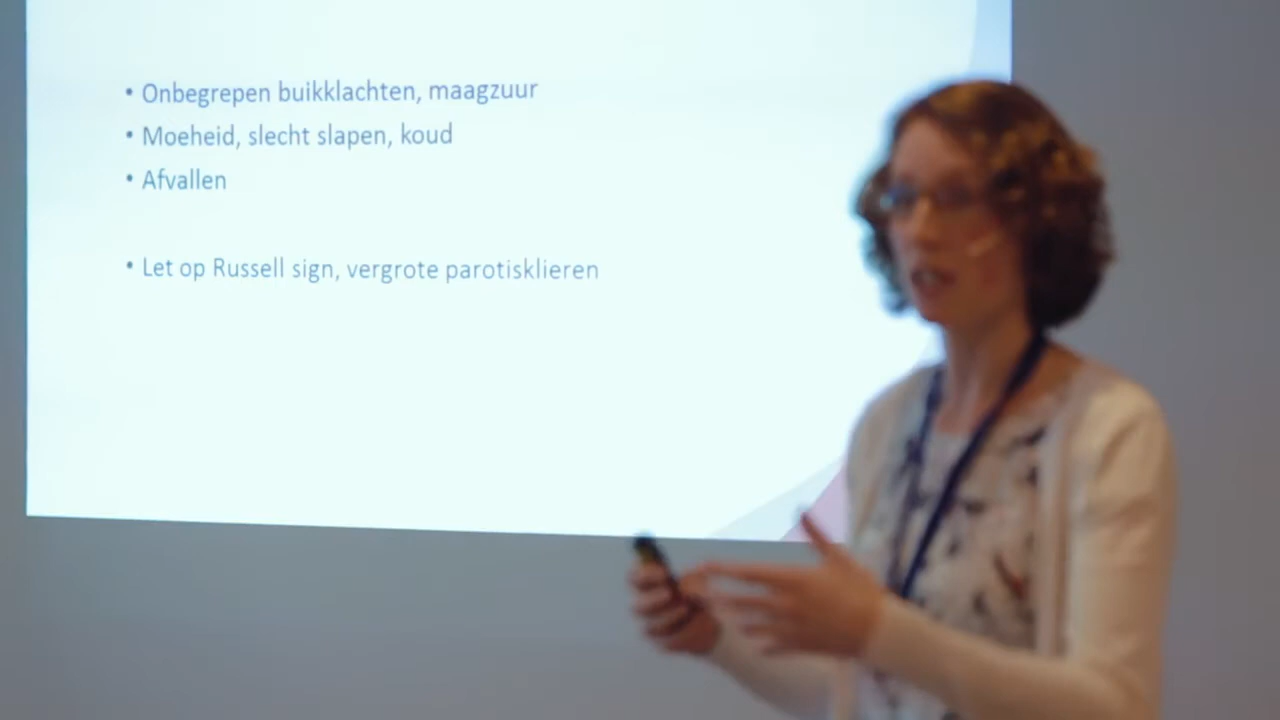 • Onbegrepen buikklachten, maagzuur
• Moeheid, slecht slapen, koud
• Afvallen
• Let op Russell sign, vergrote parotisklieren